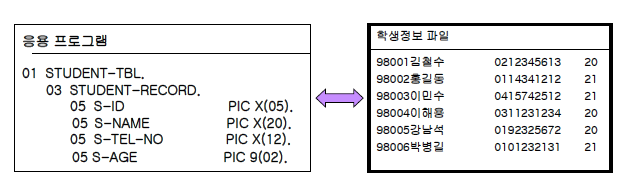 응용 프로그램
01 STUDENT-TBL.
03 STUDENT-RECORD.
05 S-ID PIC X(05).
05 S-NAME PIC X(20).
05 S-TEL-NO PIC X(12).
05 S-AGE PIC 9(02).
학생정보 파일
98001김철수 0212345613 20
98002홍길동 0114341212 21
98003이민수 0415742512 21
98004이해용 0311231234 20
98005강남석 0192325672 20
98006박병길 0101232131 21